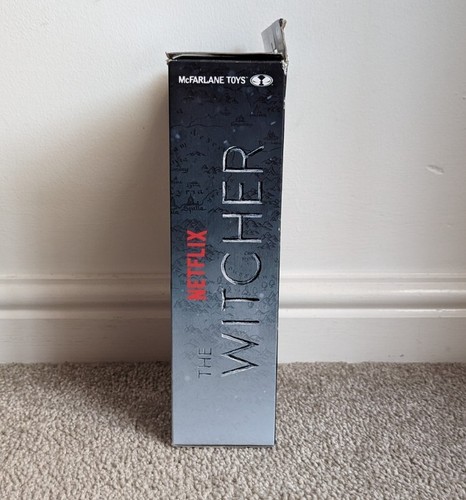 McFARLANE TOYS
NETFLIX
THE
WITCHER